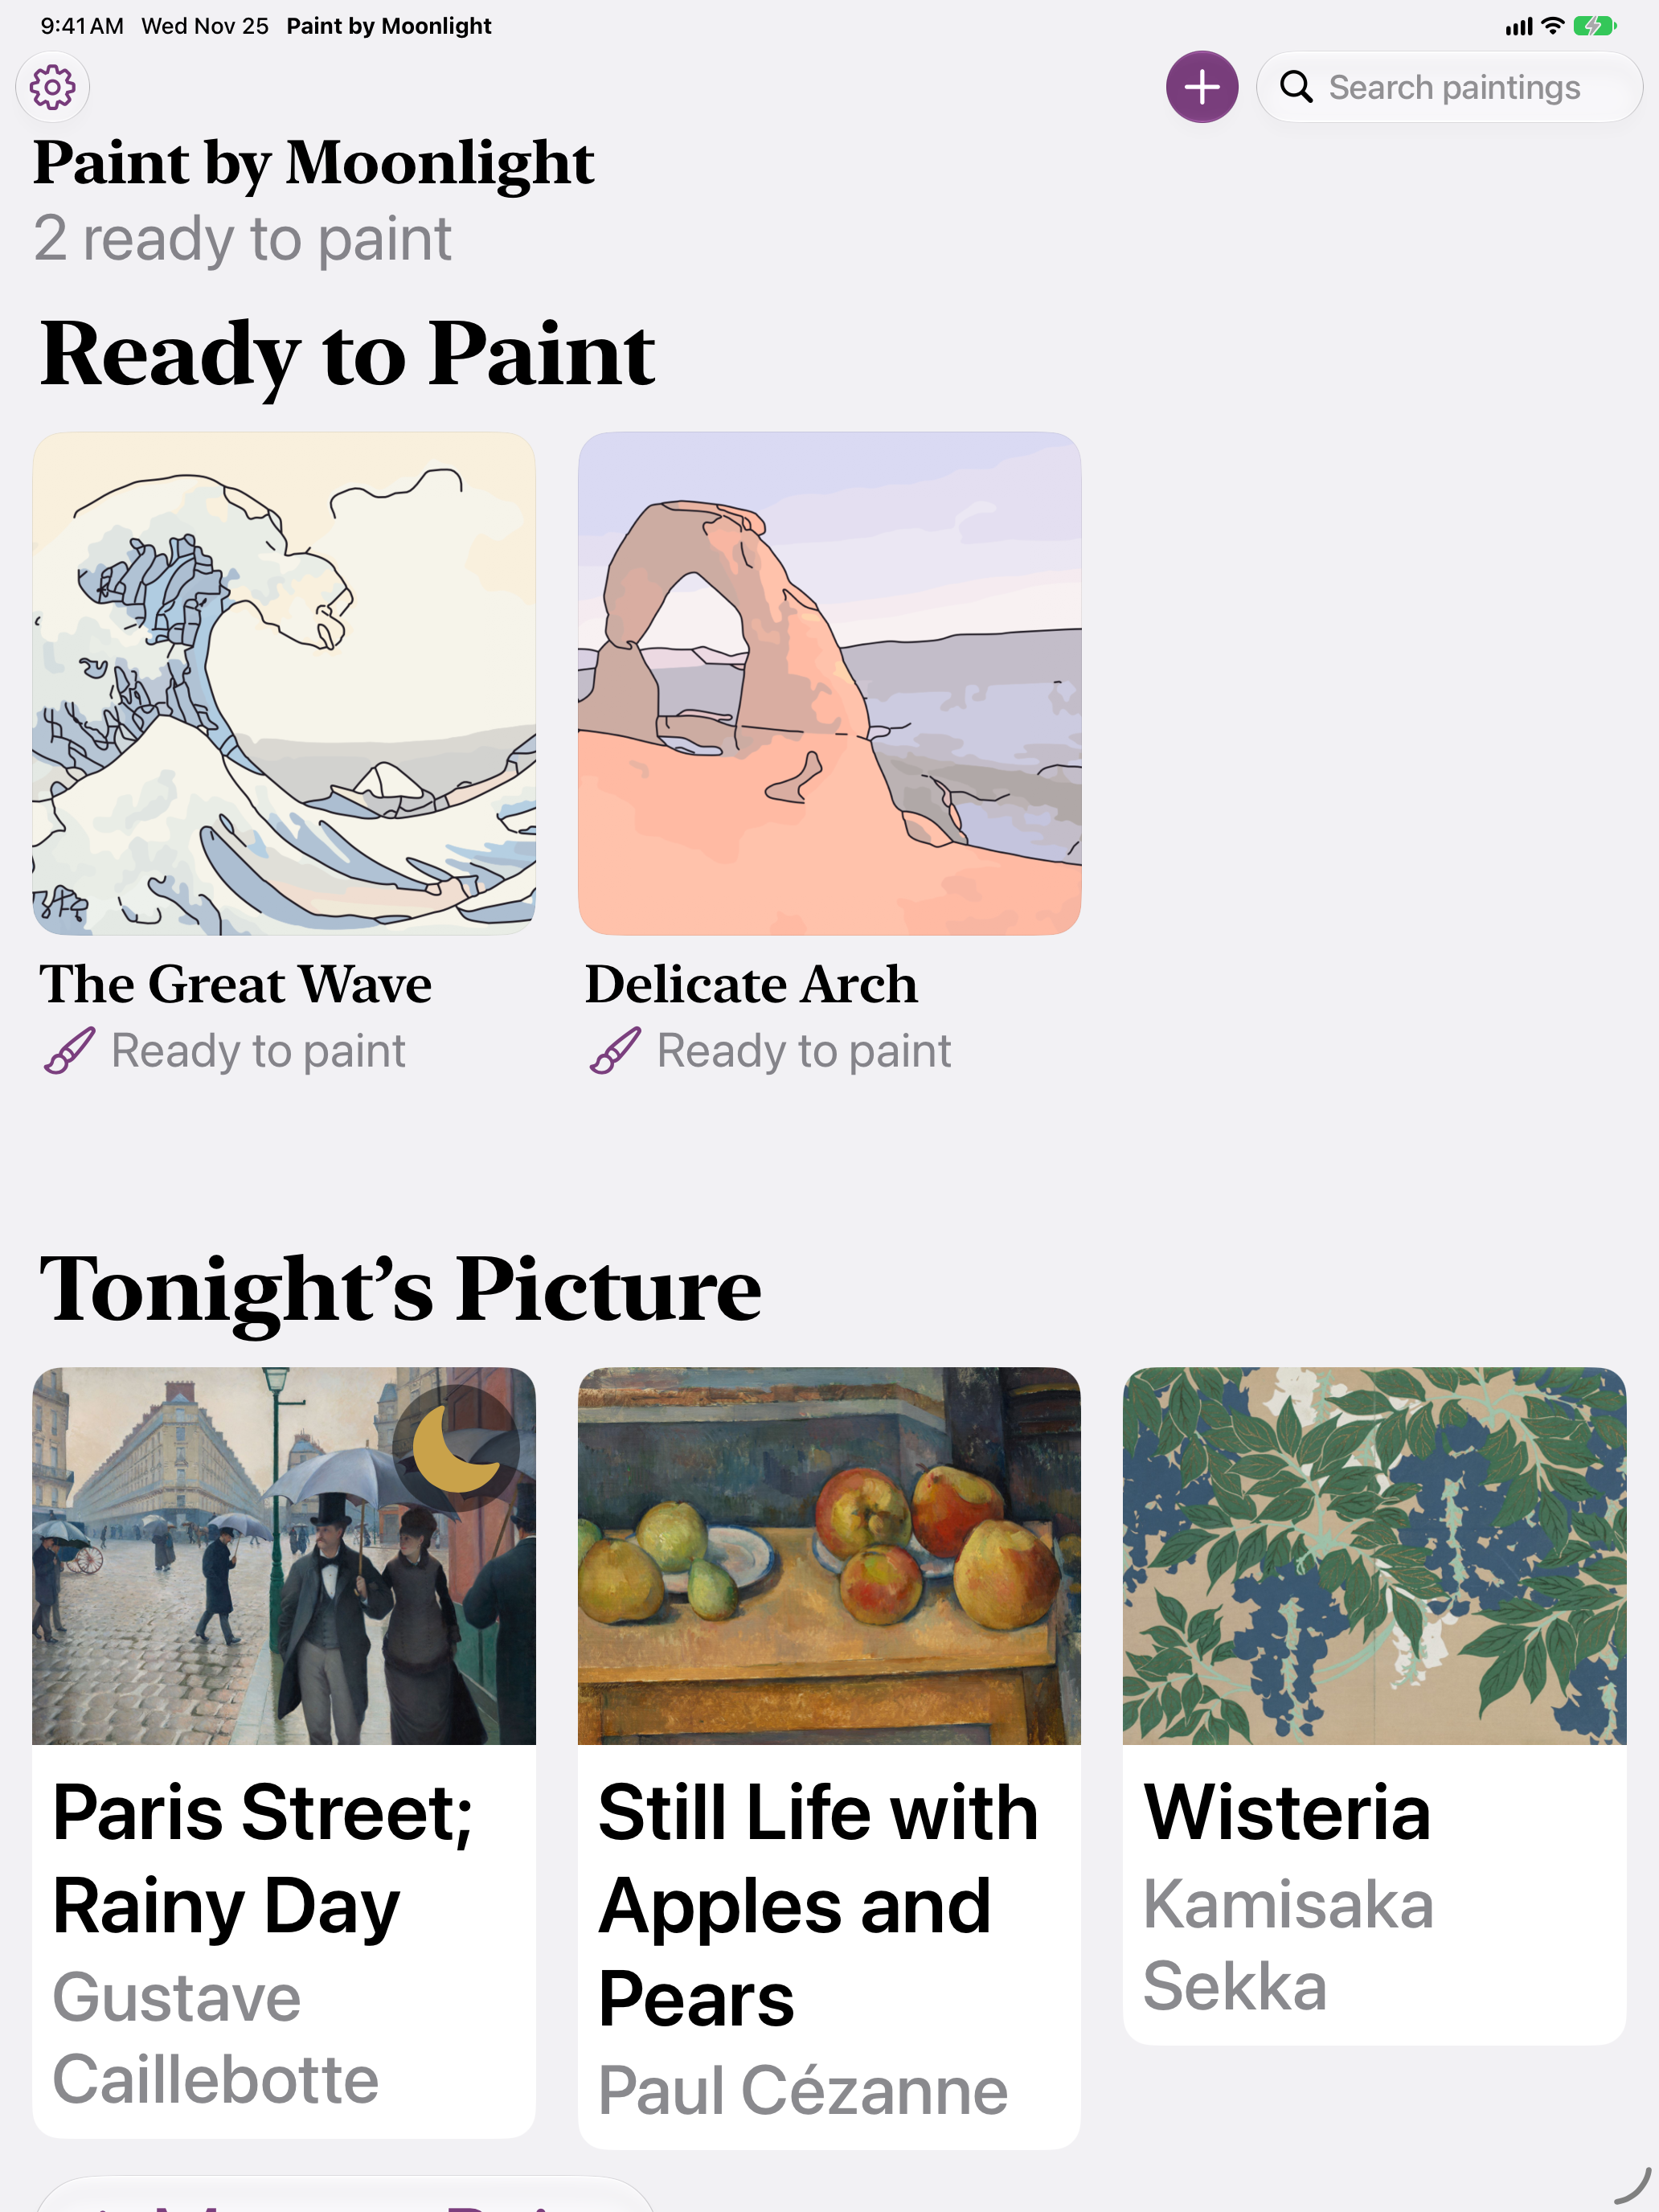 9:41 AM Wed Nov 25 Paint by Moonlight
Search paintings
Paint by Moonlight
2 ready to paint
Ready to Paint
The Great Wave
Ready to paint
Delicate Arch
Ready to paint
Tonight’s Picture
Paris Street;
Rainy Day
Gustave
Caillebotte
Still Life with
Apples and
Pears
Paul Cézanne
Wisteria
Kamisaka
Sekka